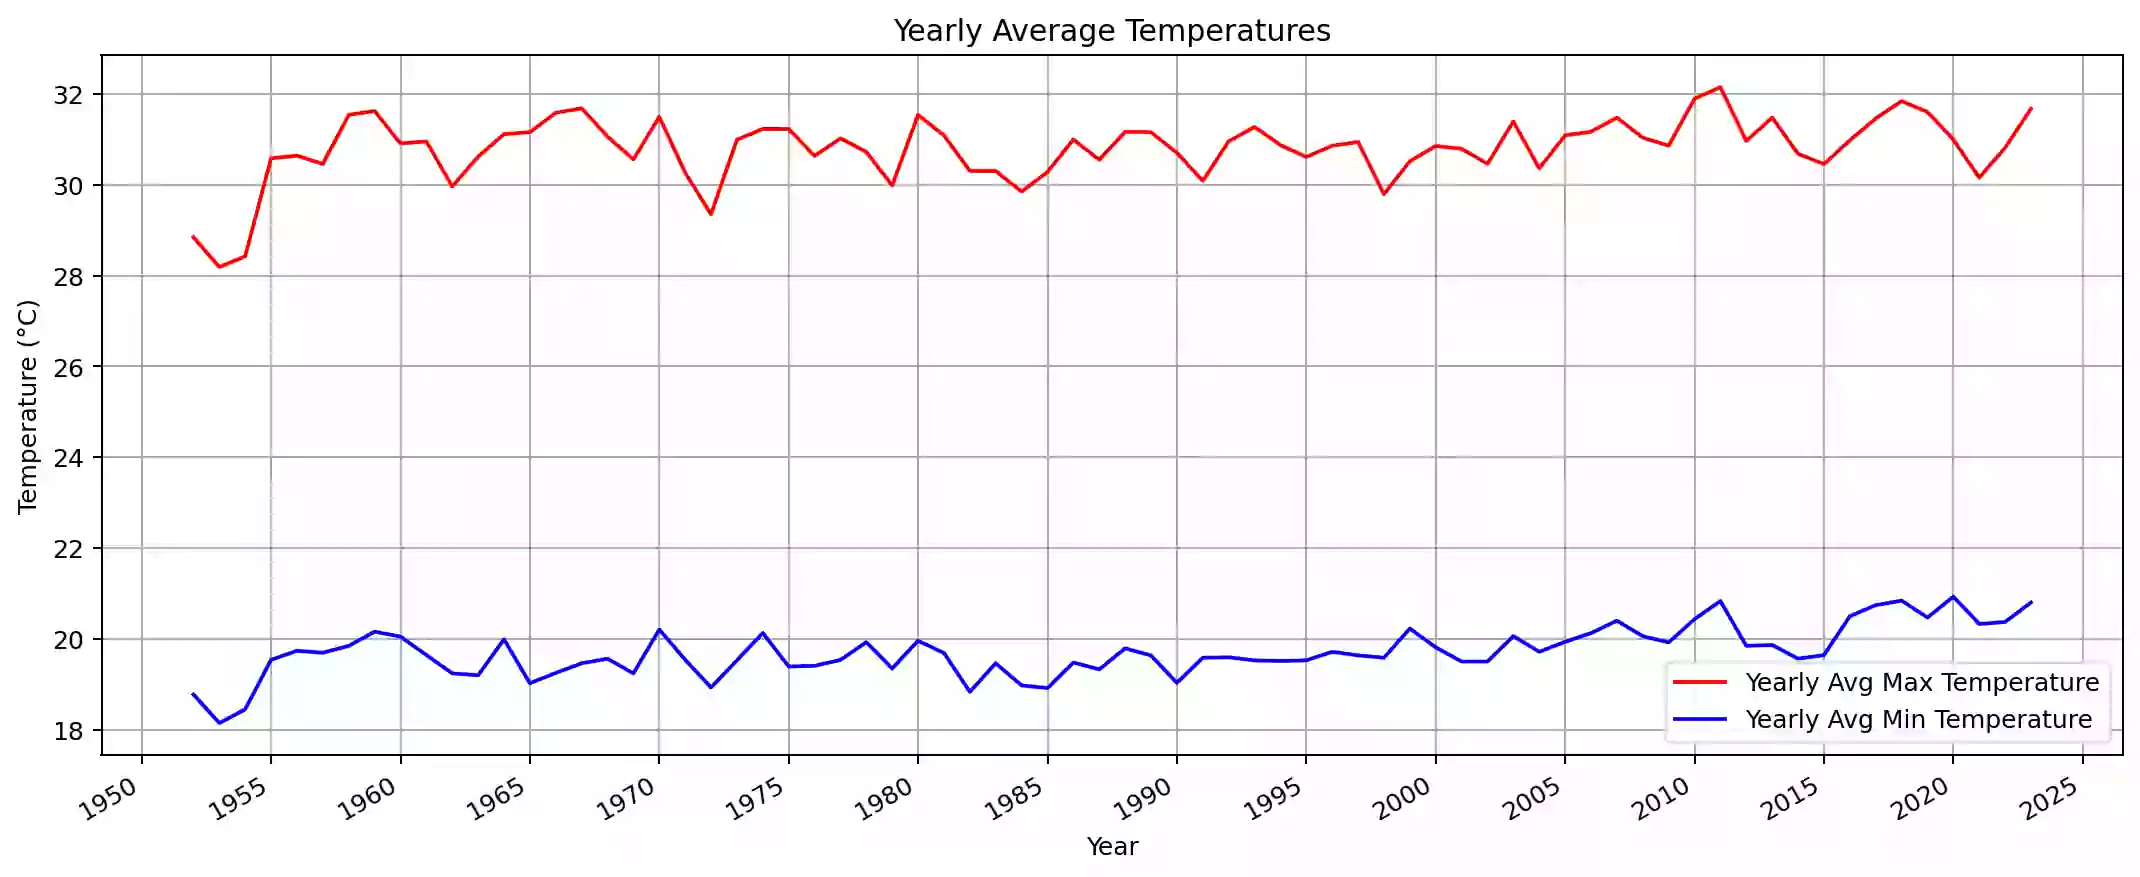 Yearly Average Temperatures
Temperature (°C)
32
30
28
26
24
22
20
18
Yearly Avg Max Temperature
Yearly Avg Min Temperature
1950 1955 1960 1965 1970 1975 1980 1985 1990 1995 2000 2005 2010 2015 2020 2025
Year